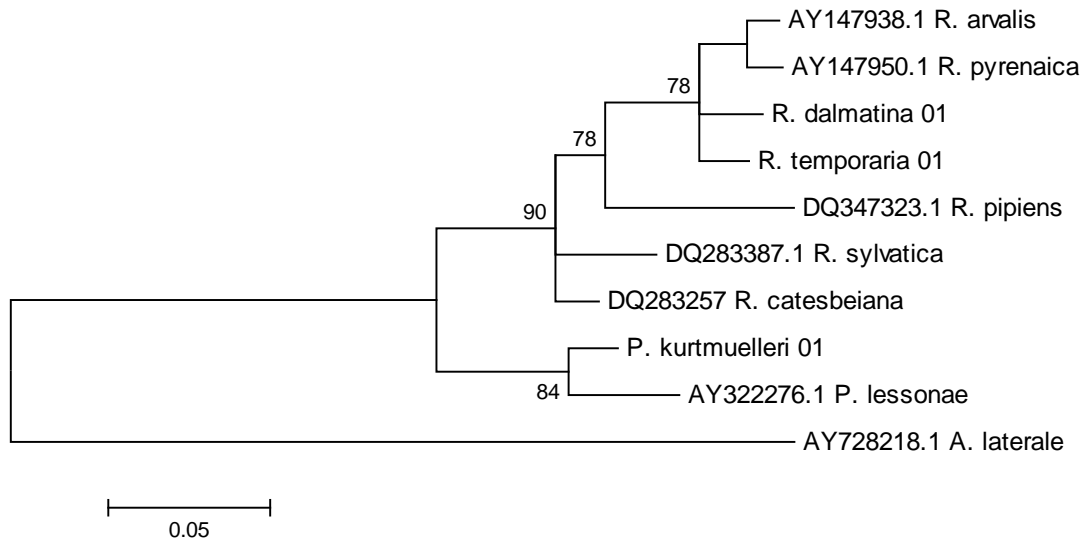 AY147938.1 R. arvalis
AY147950.1 R. pyrenaica
78
R. dalmatina 01
78
R. temporaria 01
DQ347323.1 R. pipiens
90
DQ283387.1 R. sylvatica
DQ283257 R. catesbeiana
P. kurtmuelleri 01
84
AY322276.1 P. lessonae
AY728218.1 A. laterale
0.05